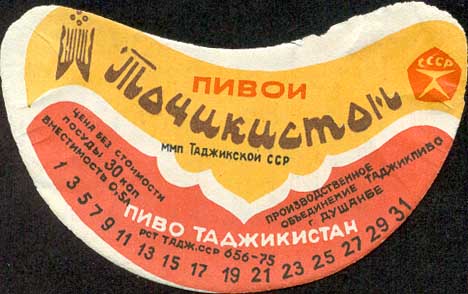 СССР
ПИВОИ
Точикистон
ММП ТАДЖИКСКОЙ ССР
ЦЕНА БЕЗ СТОИМОСТИ
ПОСУДЫ 30 КОП
ВМЕСТИМОСТЬ 0,5 Л
ПРОИЗВОДСТВЕННОЕ
ОБЪЕДИНЕНИЕ ТАДЖИКПИВО
Г. ДУШАНБЕ
ПИВО ТАДЖИКИСТАН
РСТ ТАДЖ.ССР 656-75
1 3 5 7 9 11 13 15 17 19 21 23 25 27 29 31